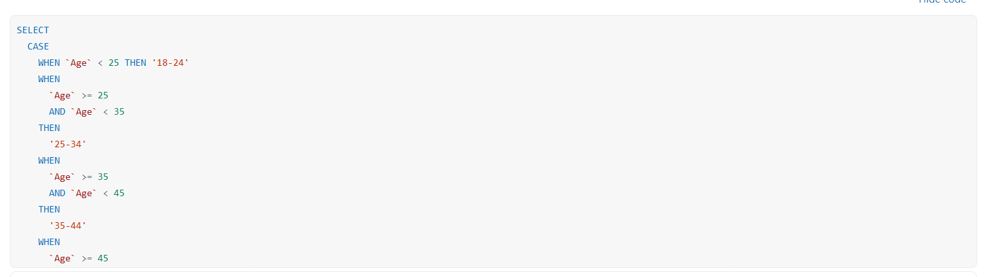 Hide code
SELECT
  CASE
    WHEN `Age` < 25 THEN '18-24'
    WHEN
      `Age` >= 25
      AND `Age` < 35
    THEN
      '25-34'
    WHEN
      `Age` >= 35
      AND `Age` < 45
    THEN
      '35-44'
    WHEN
      `Age` >= 45